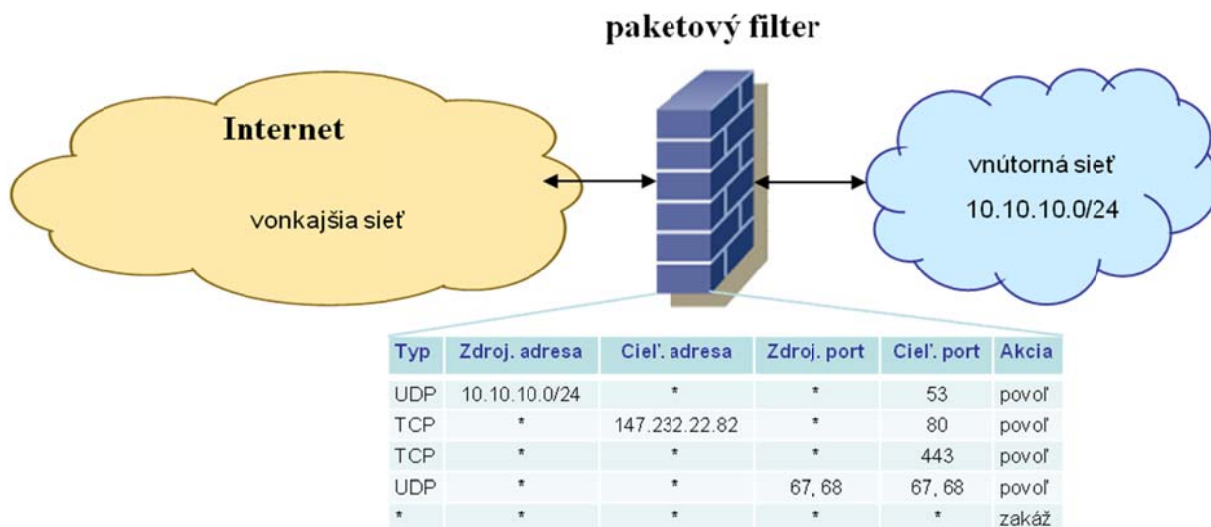 paketový filter
Internet
vonkajšia sieť
vnútorná sieť
10.10.10.0/24
Typ Zdroj. adresa Cieľ. adresa Zdroj. port Cieľ. port Akcia
UDP 10.10.10.0/24 * * 53 povoľ
TCP * 147.232.22.82 * 80 povoľ
TCP * * * 443 povoľ
UDP * * 67, 68 67, 68 povoľ
* * * * * zakáž